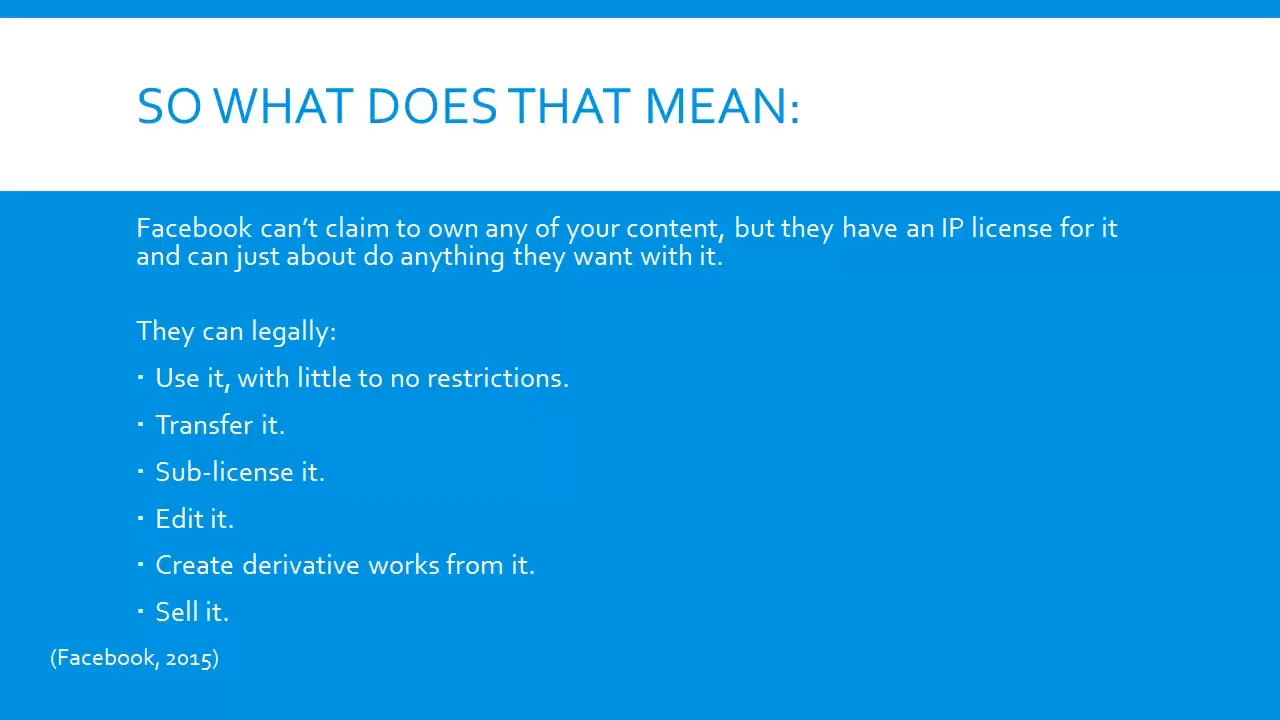 SO WHAT DOES THAT MEAN:
Facebook can’t claim to own any of your content, but they have an IP license for it
and can just about do anything they want with it.
They can legally:
▪ Use it, with little to no restrictions.
▪ Transfer it.
▪ Sub-license it.
▪ Edit it.
▪ Create derivative works from it.
▪ Sell it.
(Facebook, 2015)